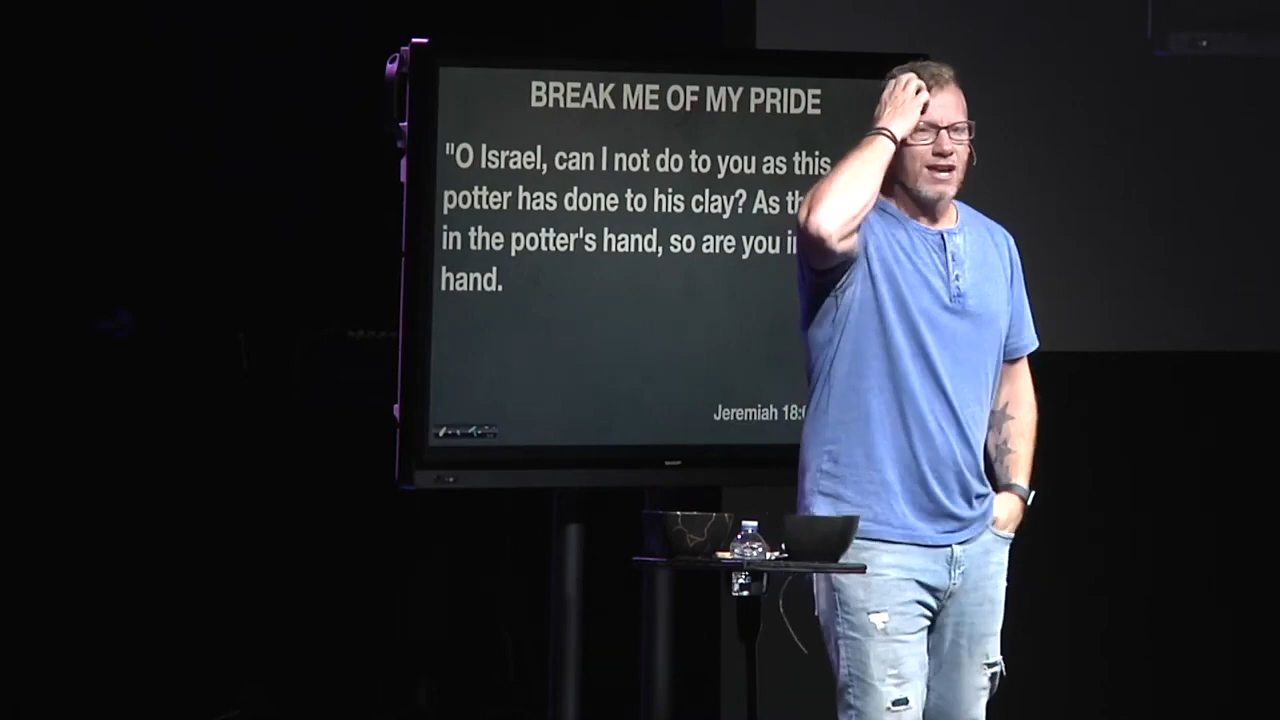 BREAK ME OF MY PRIDE
"O Israel, can I not do to you as this
potter has done to his clay? As
in the potter's hand, so are you
hand.
Jeremiah 18: